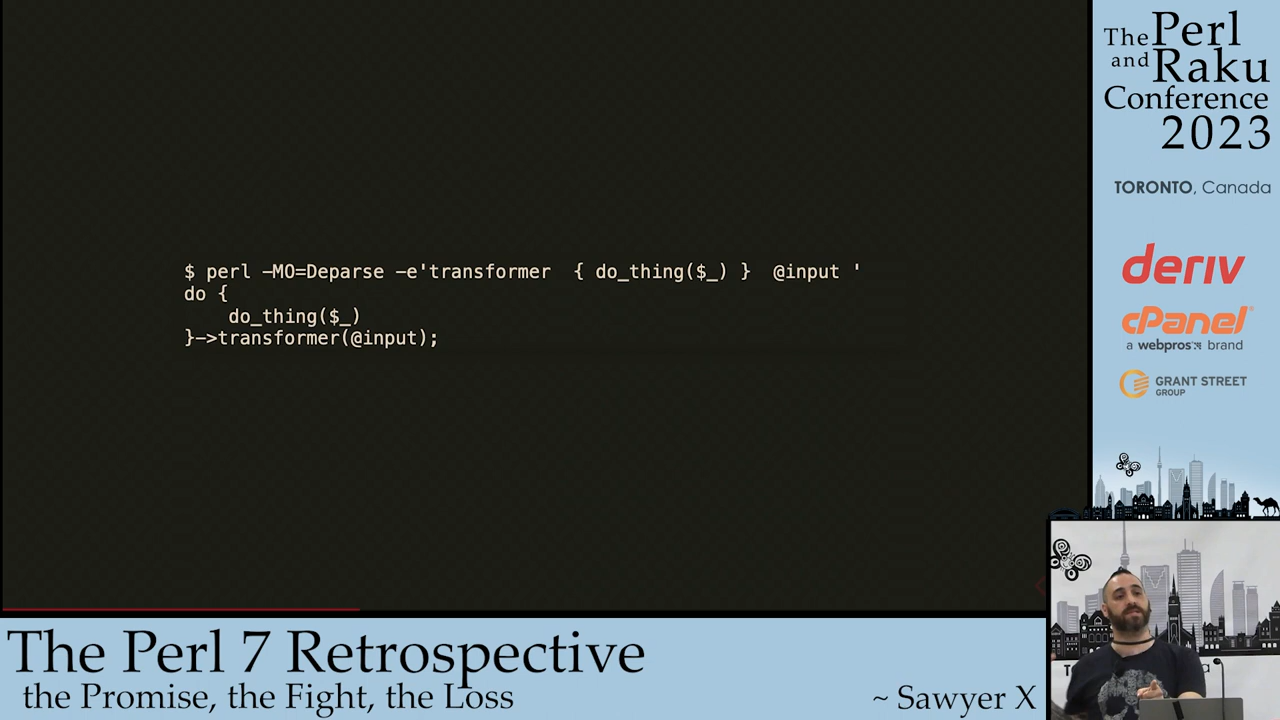 $ perl -MO=Deparse -e'transformer  { do_thing($_) }  @input '
do {
    do_thing($_)
}->transformer(@input);
The Perl
and Raku
Conference
2023
TORONTO, Canada
deriv
cPanel®
a webpros brand
GRANT STREET
GROUP
The Perl 7 Retrospective
the Promise, the Fight, the Loss
~ Sawyer X